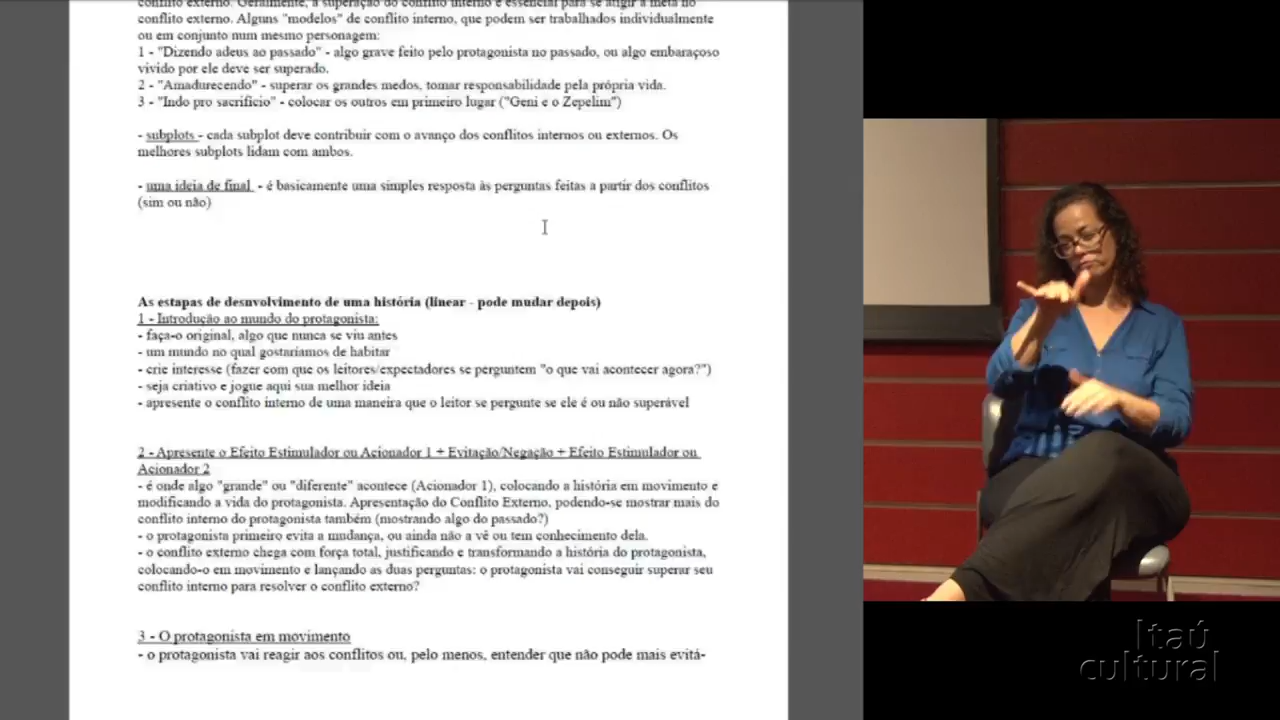 conflito externo. Geralmente, a superação do conflito interno é essencial para se atigir a meta no
conflito externo. Alguns "modelos" de conflito interno, que podem ser trabalhados individualmente
ou em conjunto num mesmo personagem:
1 - "Dizendo adeus ao passado" - algo grave feito pelo protagonista no passado, ou algo embaraçoso
vivido por ele deve ser superado.
2 - "Amadurecendo" - superar os grandes medos, tomar responsabilidade pela própria vida.
3 - "Indo pro sacrifício" - colocar os outros em primeiro lugar ("Geni e o Zepelim")
- subplots - cada subplot deve contribuir com o avanço dos conflitos internos ou externos. Os
melhores subplots lidam com ambos.
- uma ideia de final - é basicamente uma simples resposta às perguntas feitas a partir dos conflitos
(sim ou não)
As estapas de desnvolvimento de uma história (linear - pode mudar depois)
1 - Introdução ao mundo do protagonista:
- faça-o original, algo que nunca se viu antes
- um mundo no qual gostaríamos de habitar
- crie interesse (fazer com que os leitores/expectadores se perguntem "o que vai acontecer agora?")
- seja criativo e jogue aqui sua melhor ideia
- apresente o conflito interno de uma maneira que o leitor se pergunte se ele é ou não superável
2 - Apresente o Efeito Estimulador ou Acionador 1 + Evitação/Negação + Efeito Estimulador ou
Acionador 2
- é onde algo "grande" ou "diferente" acontece (Acionador 1), colocando a história em movimento e
modificando a vida do protagonista. Apresentação do Conflito Externo, podendo-se mostrar mais do
conflito interno do protagonista também (mostrando algo do passado?)
- o protagonista primeiro evita a mudança, ou ainda não a vê ou tem conhecimento dela.
- o conflito externo chega com força total, justificando e transformando a história do protagonista,
colocando-o em movimento e lançando as duas perguntas: o protagonista vai conseguir superar seu
conflito interno para resolver o conflito externo?
3 - O protagonista em movimento
- o protagonista vai reagir aos conflitos ou, pelo menos, entender que não pode mais evitá-
Itaú
cultural